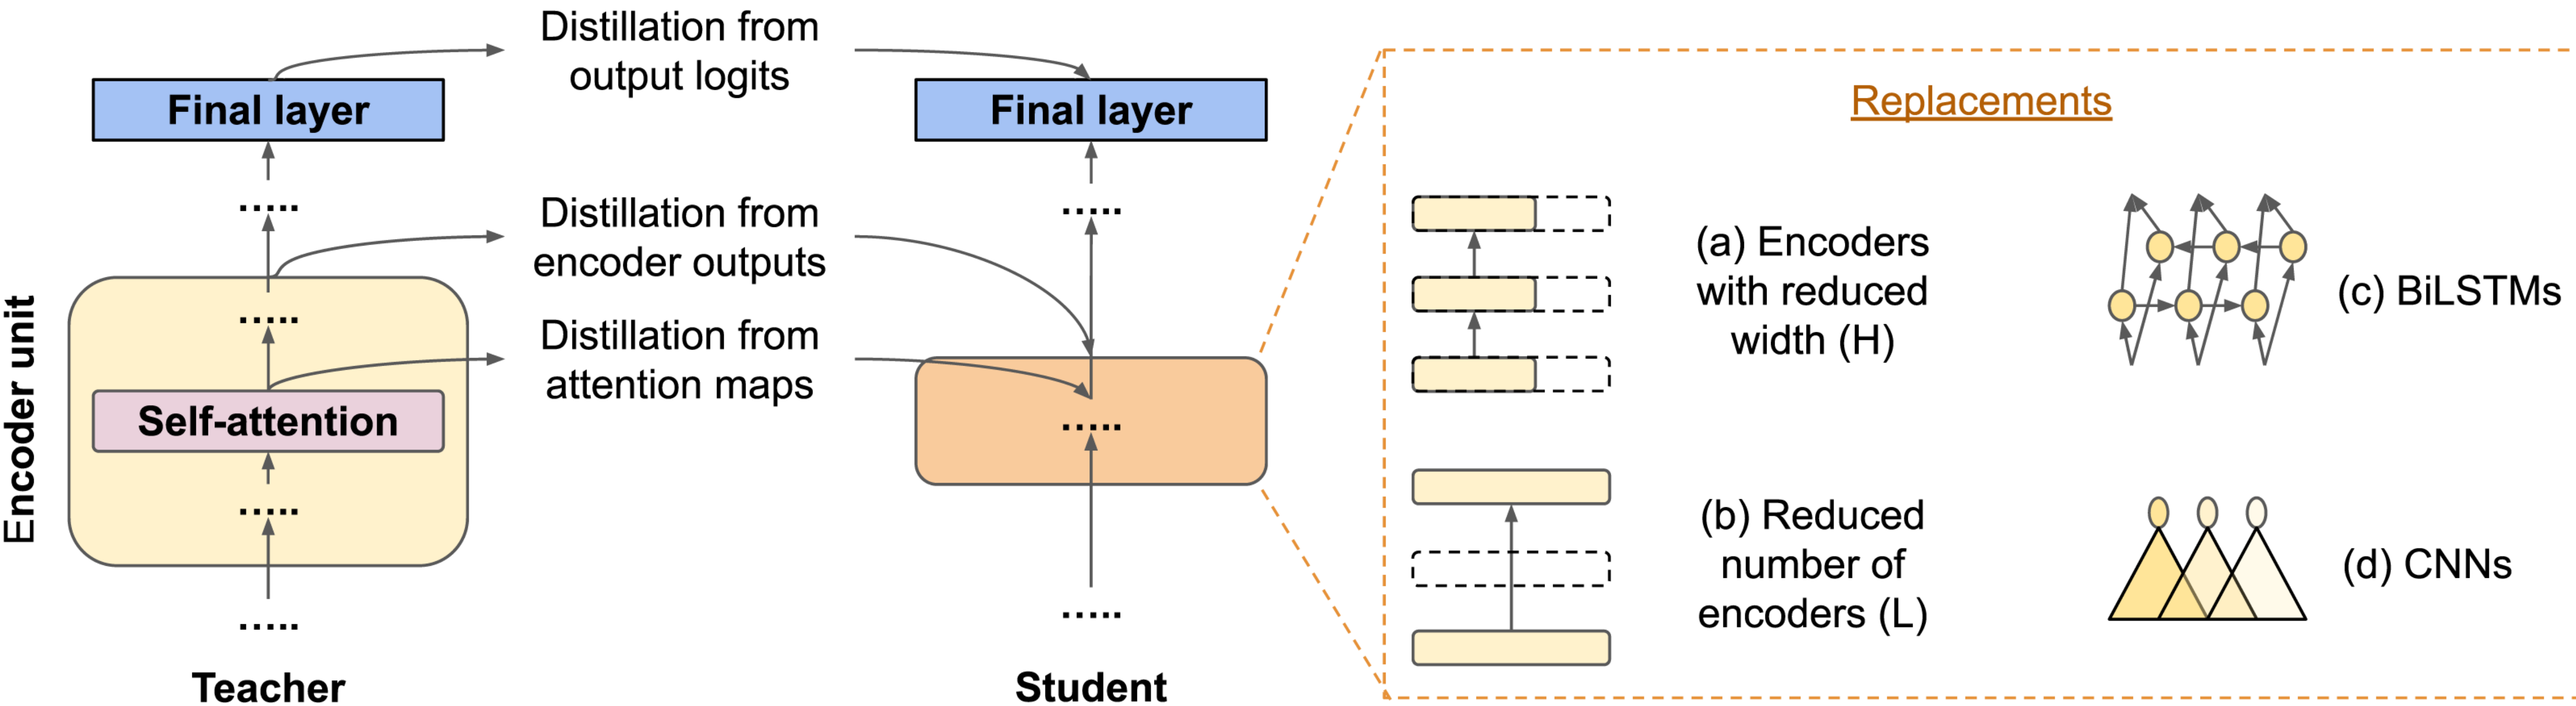 Distillation from
output logits
Final layer
Final layer
.....
.....
Distillation from
encoder outputs
.....
Distillation from
attention maps
Self-attention
.....
.....
.....
.....
Encoder unit
Teacher
Student
Replacements
(a) Encoders
with reduced
width (H)
(b) Reduced
number of
encoders (L)
(c) BiLSTMs
(d) CNNs